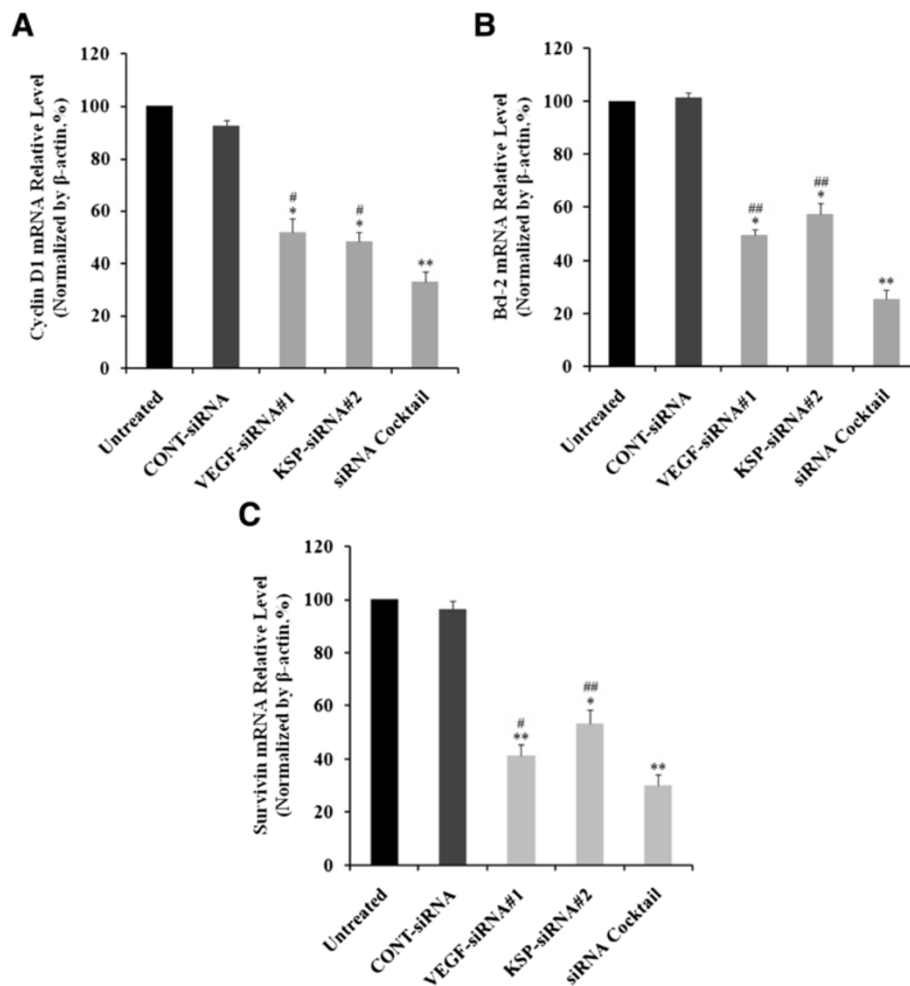 A
Cyclin D1 mRNA Relative Level
(Normalized by β-actin.%)
120
100
80
60
40
20
0
#
*
#
*
**
Untreated
CONT-siRNA
VEGF-siRNA#1
KSP-siRNA#2
siRNA Cocktail
B
Bcl-2 mRNA Relative Level
(Normalized by β-actin.%)
120
100
80
60
40
20
0
##
*
##
*
**
Untreated
CONT-siRNA
VEGF-siRNA#1
KSP-siRNA#2
siRNA Cocktail
C
Survivin mRNA Relative Level
(Normalized by β-actin.%)
120
100
80
60
40
20
0
#
**
##
*
**
Untreated
CONT-siRNA
VEGF-siRNA#1
KSP-siRNA#2
siRNA Cocktail